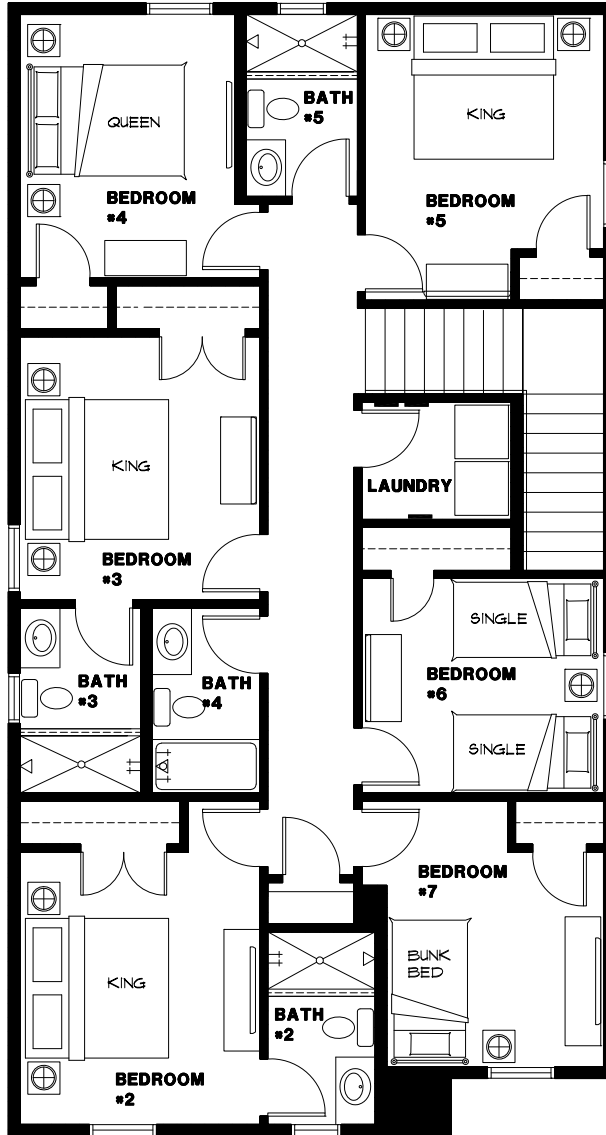 QUEEN
BEDROOM
#4
BATH
#5
KING
BEDROOM
#5
KING
BEDROOM
#3
LAUNDRY
BATH
#3
BATH
#4
SINGLE
BEDROOM
#6
SINGLE
KING
BEDROOM
#2
BATH
#2
BEDROOM
#7
BUNK
BED